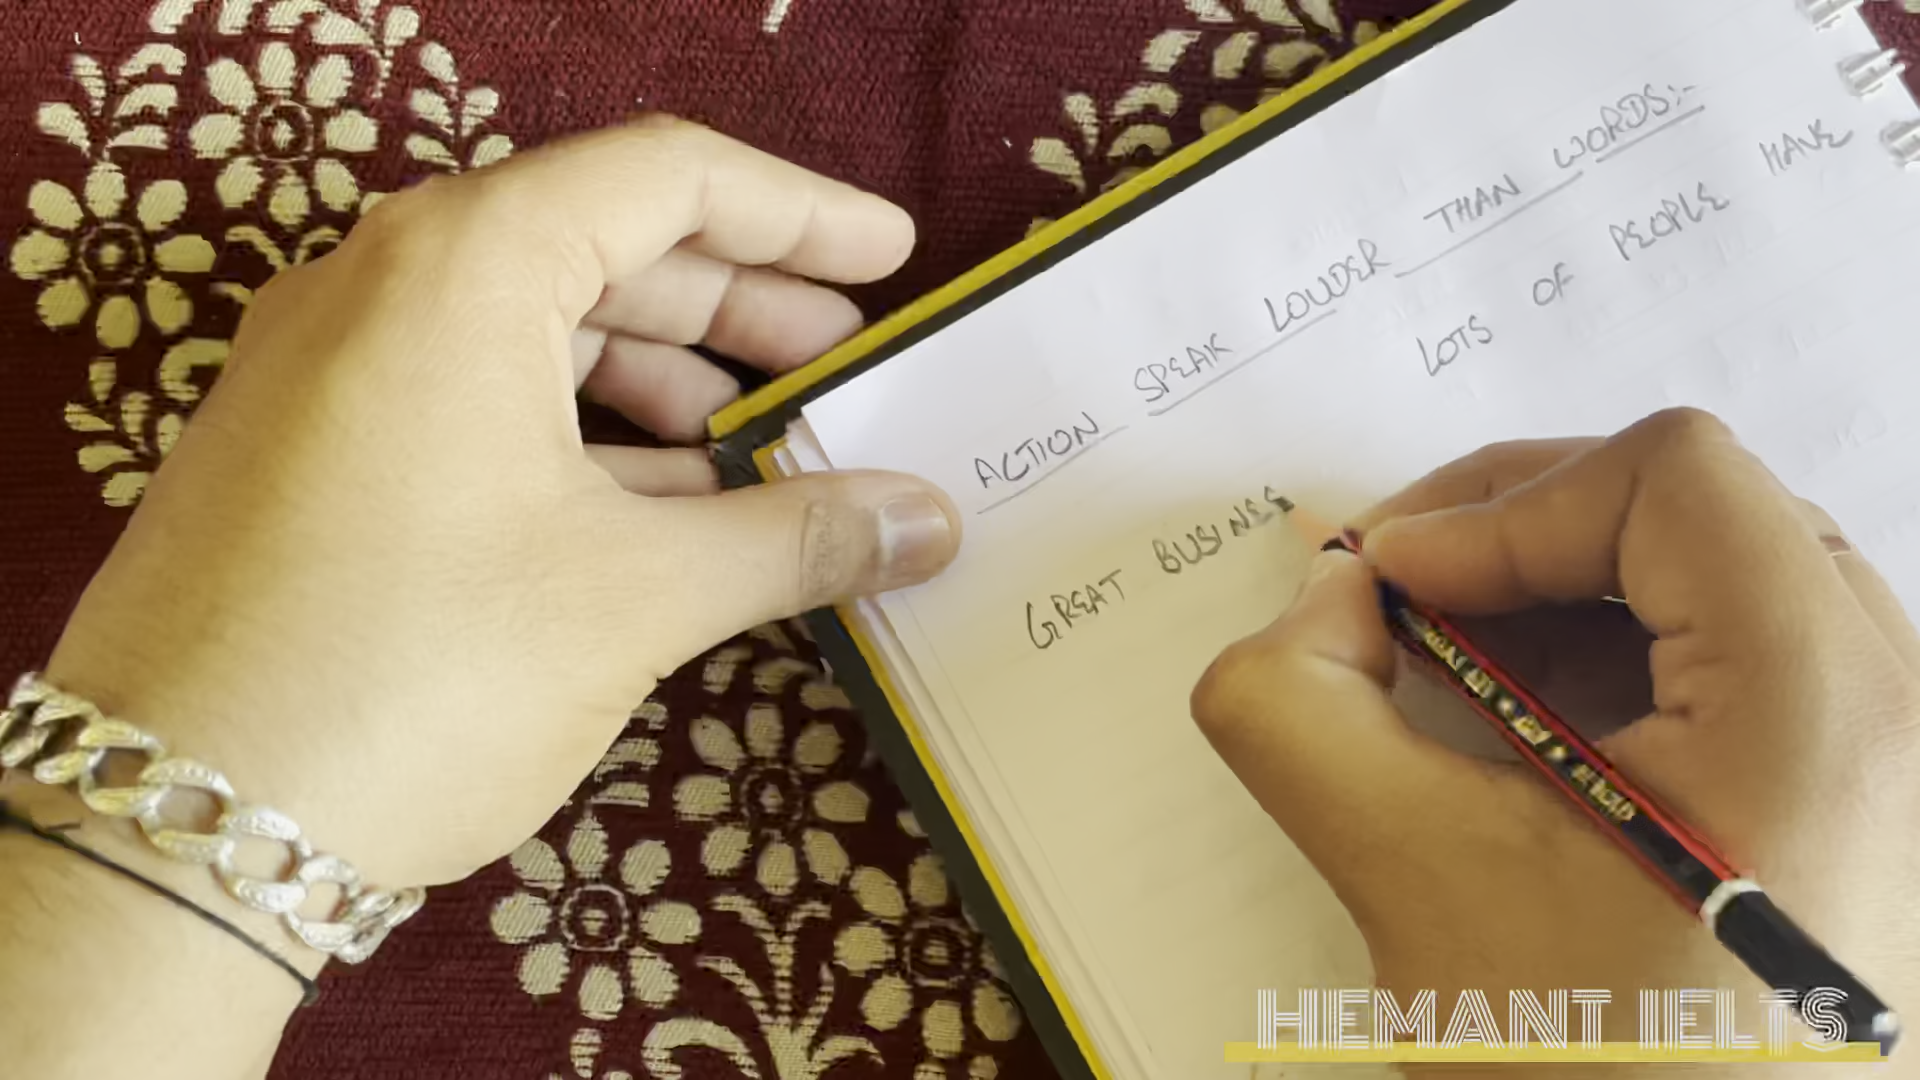 ACTION SPEAK LOUDER THAN WORDS:-
LOTS OF PEOPLE HAVE
GREAT BUSINES
HEMANT IELTS